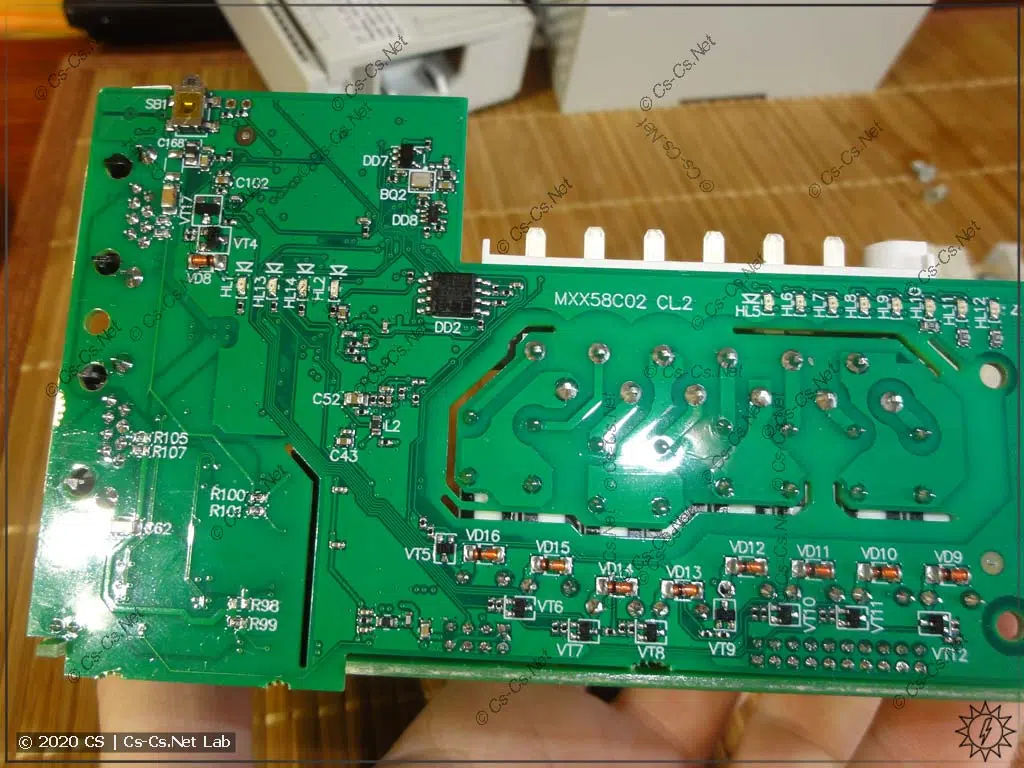 SB1
C168
DD7
C102
BQ2
VT17
DD8
VT4
VD8
HL1
HL13
HL14
HL2
DD2
MXX58C02 CL2
HL5
HL6
HL7
HL8
HL9
HL10
HL11
HL12
C52
L2
C43
R105
R107
R100
R101
R98
R99
VT5
VD16
VD15
VD14
VD13
VD12
VD11
VD10
VD9
VT6
VT7
VT8
VT9
VT10
VT11
VT12
© Cs-Cs.Net
© 2020 CS | Cs-Cs.Net Lab